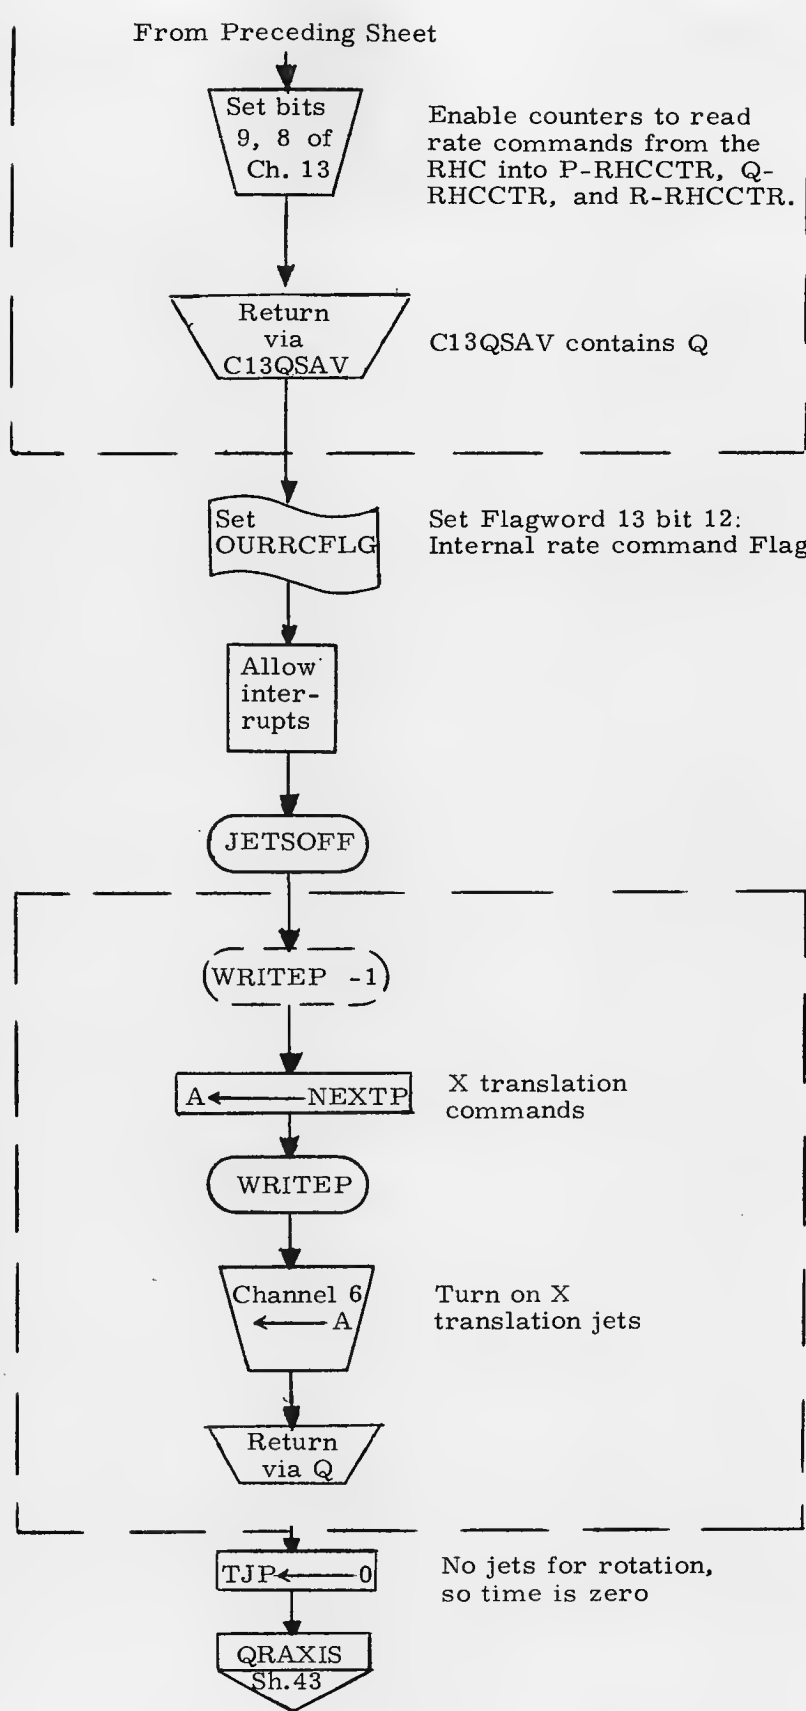 From Preceding Sheet
Set bits
9, 8 of
Ch. 13
Enable counters to read
rate commands from the
RHC into P-RHCCTR, Q-
RHCCTR, and R-RHCCTR.
Return
via
C13QSAV
C13QSAV contains Q
Set
OURRCFLG
Set Flagword 13 bit 12:
Internal rate command Flag
Allow
inter-
rupts
JETSOFF
WRITEP -1
A ← NEXTP
X translation
commands
WRITEP
Channel 6
← A
Turn on X
translation jets
Return
via Q
TJP ← 0
No jets for rotation,
so time is zero
QRAXIS
Sh. 43